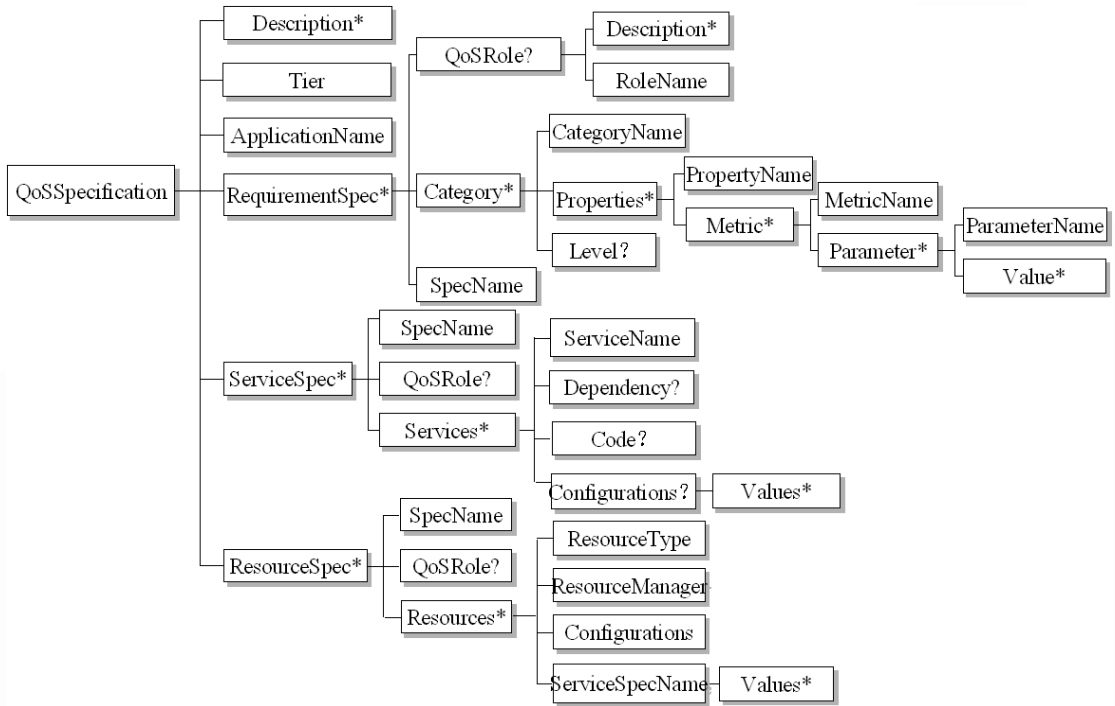 QoSSpecification
Description*
Tier
ApplicationName
RequirementSpec*
QoSRole?
Description*
RoleName
Category*
CategoryName
Properties*
PropertyName
Metric*
MetricName
Parameter*
ParameterName
Value*
Level?
SpecName
ServiceSpec*
SpecName
QoSRole?
Services*
ServiceName
Dependency?
Code?
Configurations?
Values*
ResourceSpec*
SpecName
QoSRole?
Resources*
ResourceType
ResourceManager
Configurations
ServiceSpecName
Values*